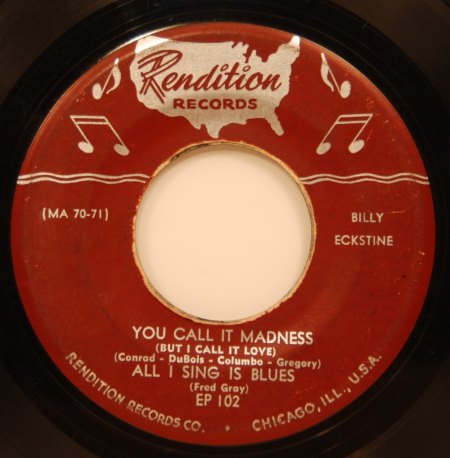 Rendition
RECORDS
(MA 70-71)
BILLY
ECKSTINE
YOU CALL IT MADNESS
(BUT I CALL IT LOVE)
(Conrad - DuBois - Columbo - Gregory)
ALL I SING IS BLUES
(Fred Gray)
EP 102
RENDITION RECORDS CO. • CHICAGO, ILL., U.S.A.